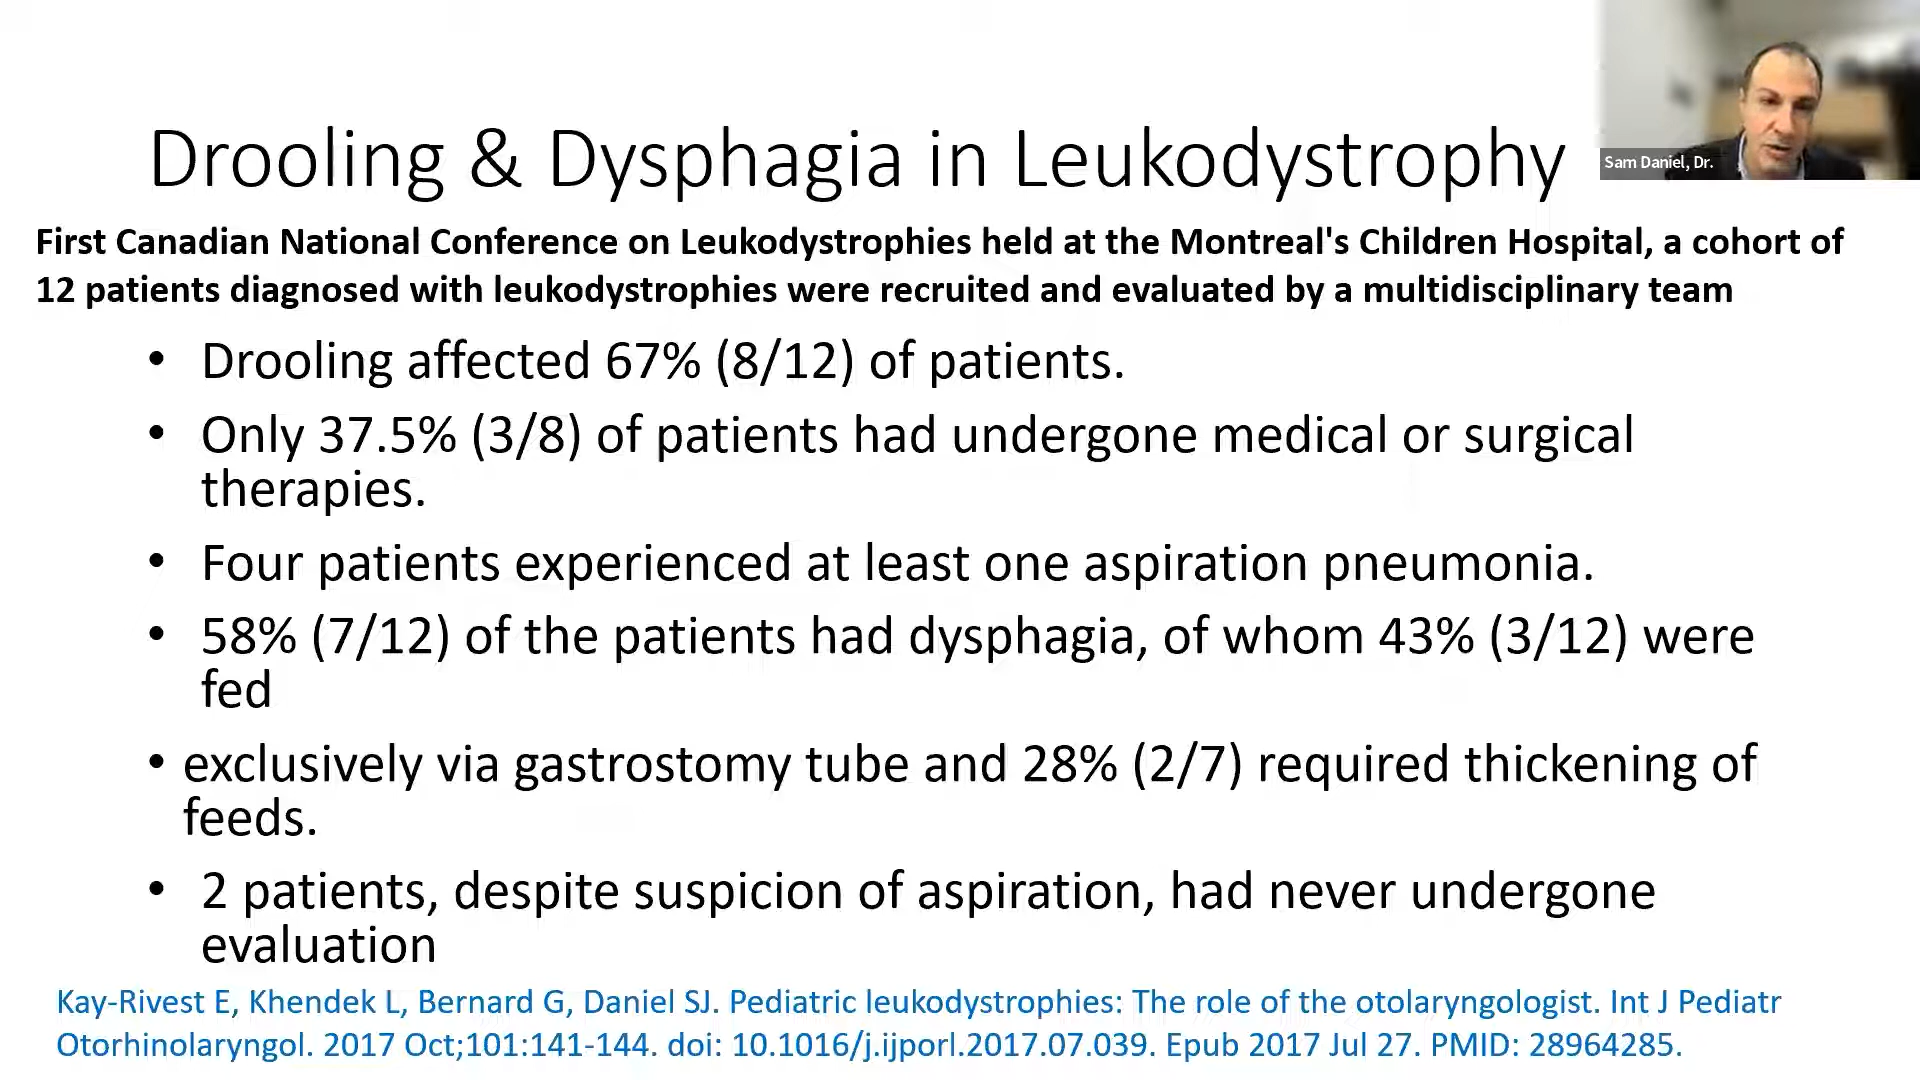 Drooling & Dysphagia in Leukodystrophy
Sam Daniel, Dr.
First Canadian National Conference on Leukodystrophies held at the Montreal's Children Hospital, a cohort of
12 patients diagnosed with leukodystrophies were recruited and evaluated by a multidisciplinary team
• Drooling affected 67% (8/12) of patients.
• Only 37.5% (3/8) of patients had undergone medical or surgical
therapies.
• Four patients experienced at least one aspiration pneumonia.
• 58% (7/12) of the patients had dysphagia, of whom 43% (3/12) were
fed
• exclusively via gastrostomy tube and 28% (2/7) required thickening of
feeds.
• 2 patients, despite suspicion of aspiration, had never undergone
evaluation
Kay-Rivest E, Khendek L, Bernard G, Daniel SJ. Pediatric leukodystrophies: The role of the otolaryngologist. Int J Pediatr
Otorhinolaryngol. 2017 Oct;101:141-144. doi: 10.1016/j.ijporl.2017.07.039. Epub 2017 Jul 27. PMID: 28964285.